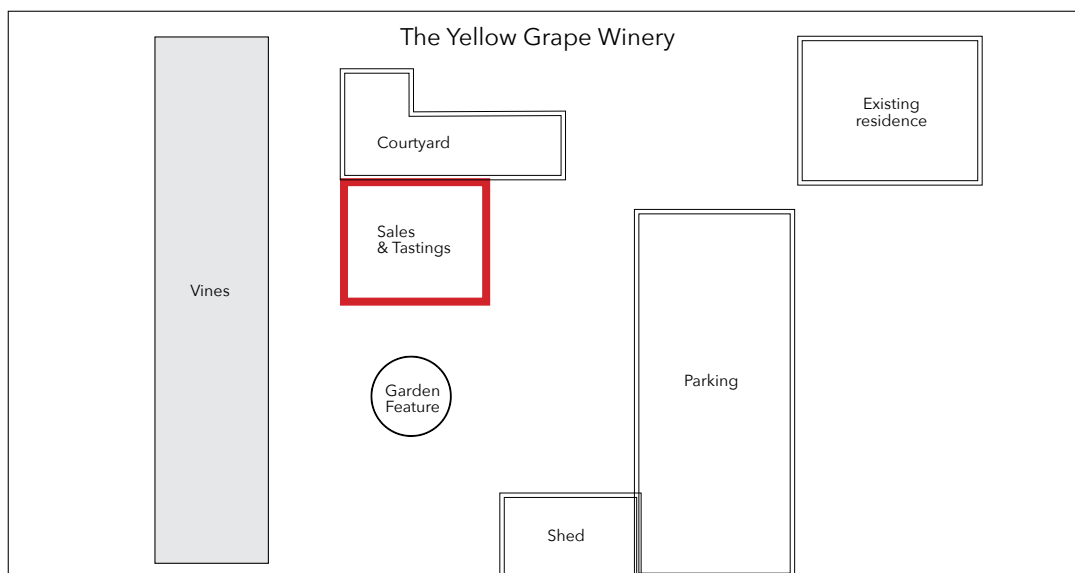 The Yellow Grape Winery
Existing
residence
Courtyard
Sales
& Tastings
Vines
Parking
Garden
Feature
Shed